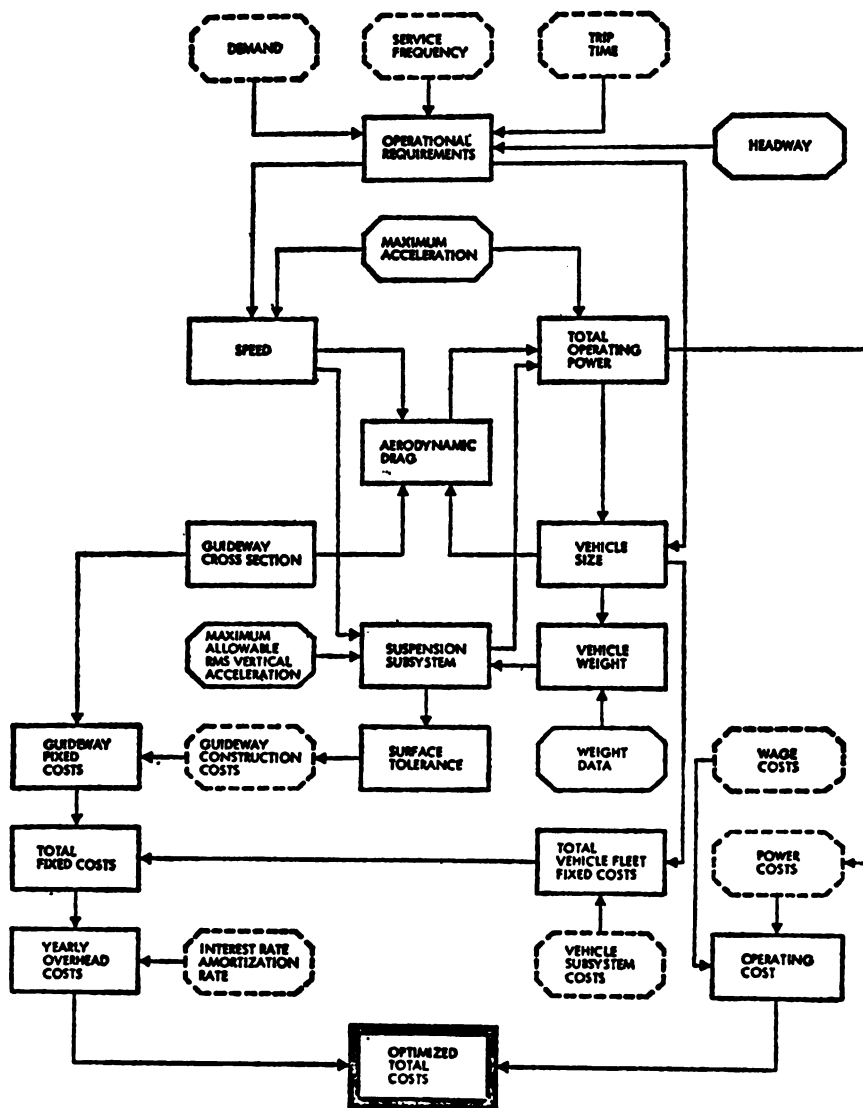 DEMAND
SERVICE
FREQUENCY
TRIP
TIME
OPERATIONAL
REQUIREMENTS
HEADWAY
MAXIMUM
ACCELERATION
SPEED
TOTAL
OPERATING
POWER
AERODYNAMIC
DRAG
GUIDEWAY
CROSS SECTION
VEHICLE
SIZE
MAXIMUM
ALLOWABLE
RMS VERTICAL
ACCELERATION
SUSPENSION
SUBSYSTEM
VEHICLE
WEIGHT
GUIDEWAY
FIXED
COSTS
GUIDEWAY
CONSTRUCTION
COSTS
SURFACE
TOLERANCE
WEIGHT
DATA
WAGE
COSTS
TOTAL
FIXED COSTS
TOTAL
VEHICLE FLEET
FIXED COSTS
POWER
COSTS
YEARLY
OVERHEAD
COSTS
INTEREST RATE
AMORTIZATION
RATE
VEHICLE
SUBSYSTEM
COSTS
OPERATING
COST
OPTIMIZED
TOTAL
COSTS